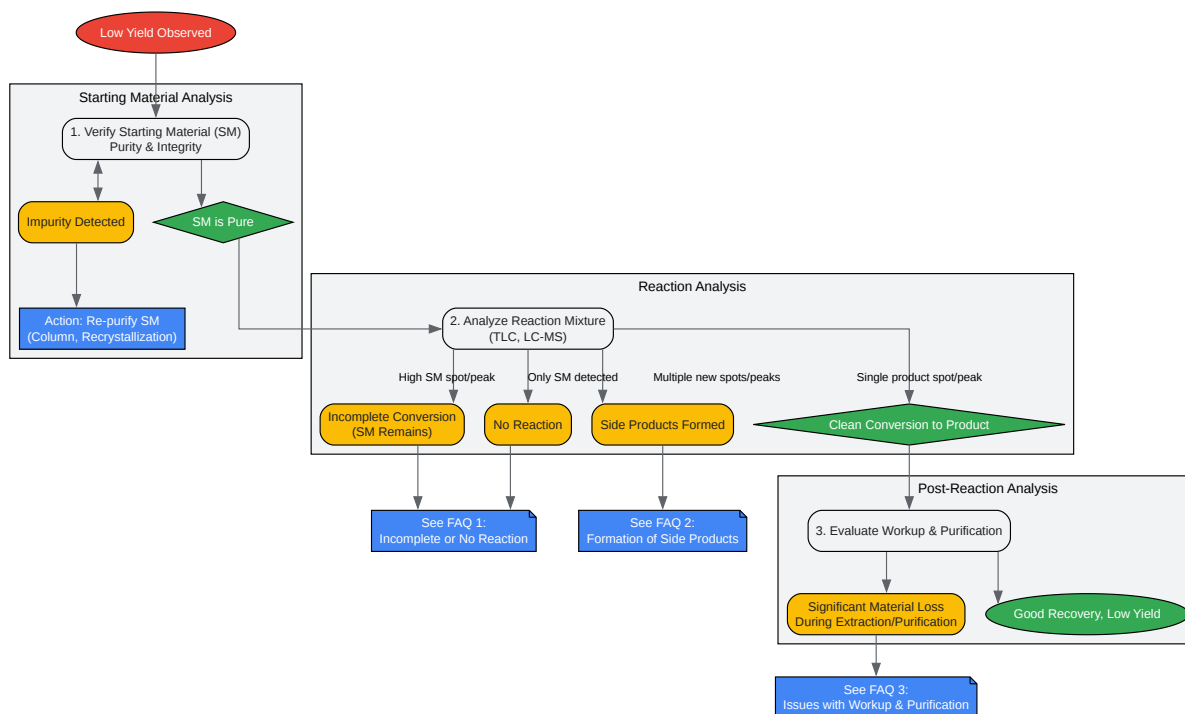 Low Yield Observed
Starting Material Analysis
1. Verify Starting Material (SM)
Purity & Integrity
Impurity Detected
SM is Pure
Action: Re-purify SM
(Column, Recrystallization)
Reaction Analysis
2. Analyze Reaction Mixture
(TLC, LC-MS)
High SM spot/peak
Only SM detected
Multiple new spots/peaks
Single product spot/peak
Incomplete Conversion
(SM Remains)
No Reaction
Side Products Formed
Clean Conversion to Product
See FAQ 1:
Incomplete or No Reaction
See FAQ 2:
Formation of Side Products
Post-Reaction Analysis
3. Evaluate Workup & Purification
Significant Material Loss
During Extraction/Purification
Good Recovery, Low Yield
See FAQ 3:
Issues with Workup & Purification